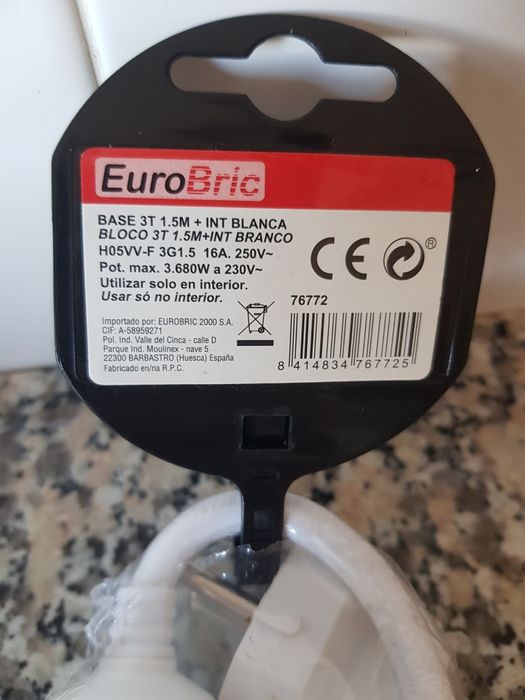 EuroBric
BASE 3T 1.5M + INT BLANCA
BLOCO 3T 1.5M+INT BRANCO
H05VV-F 3G1.5 16A. 250V~
Pot. max. 3.680W a 230V~
Utilizar solo en interior.
Usar só no interior.
CE ®
76772
Importado por: EUROBRIC 2000 S.A.
CIF: A-58959271
Pol. Ind. Valle del Cinca - calle D
Parque Ind. Moulinex - nave 5
22300 BARBASTRO (Huesca) España
Fabricado en/na R.P.C.
8 414834 767725